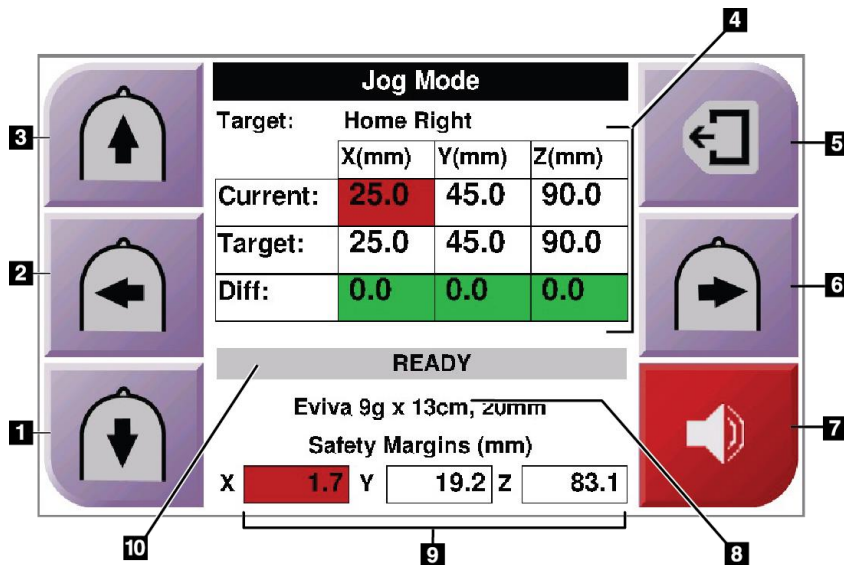 4
Jog Mode
Target: Home Right
3
5
X(mm) Y(mm) Z(mm)
Current: 25.0 45.0 90.0
Target: 25.0 45.0 90.0
2
6
Diff: 0.0 0.0 0.0
READY
Eviva 9g x 13cm, 20mm
1
7
Safety Margins (mm)
X 1.7 Y 19.2 Z 83.1
10
9
8